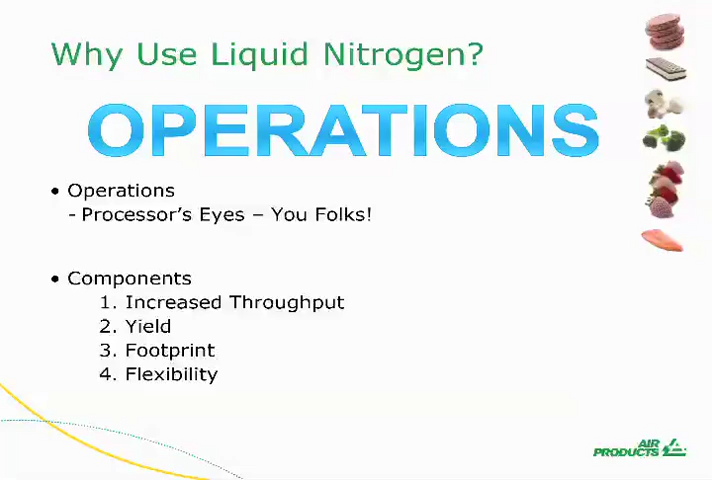 Why Use Liquid Nitrogen?
OPERATIONS
• Operations
- Processor's Eyes – You Folks!
• Components
1. Increased Throughput
2. Yield
3. Footprint
4. Flexibility
AIR
PRODUCTS